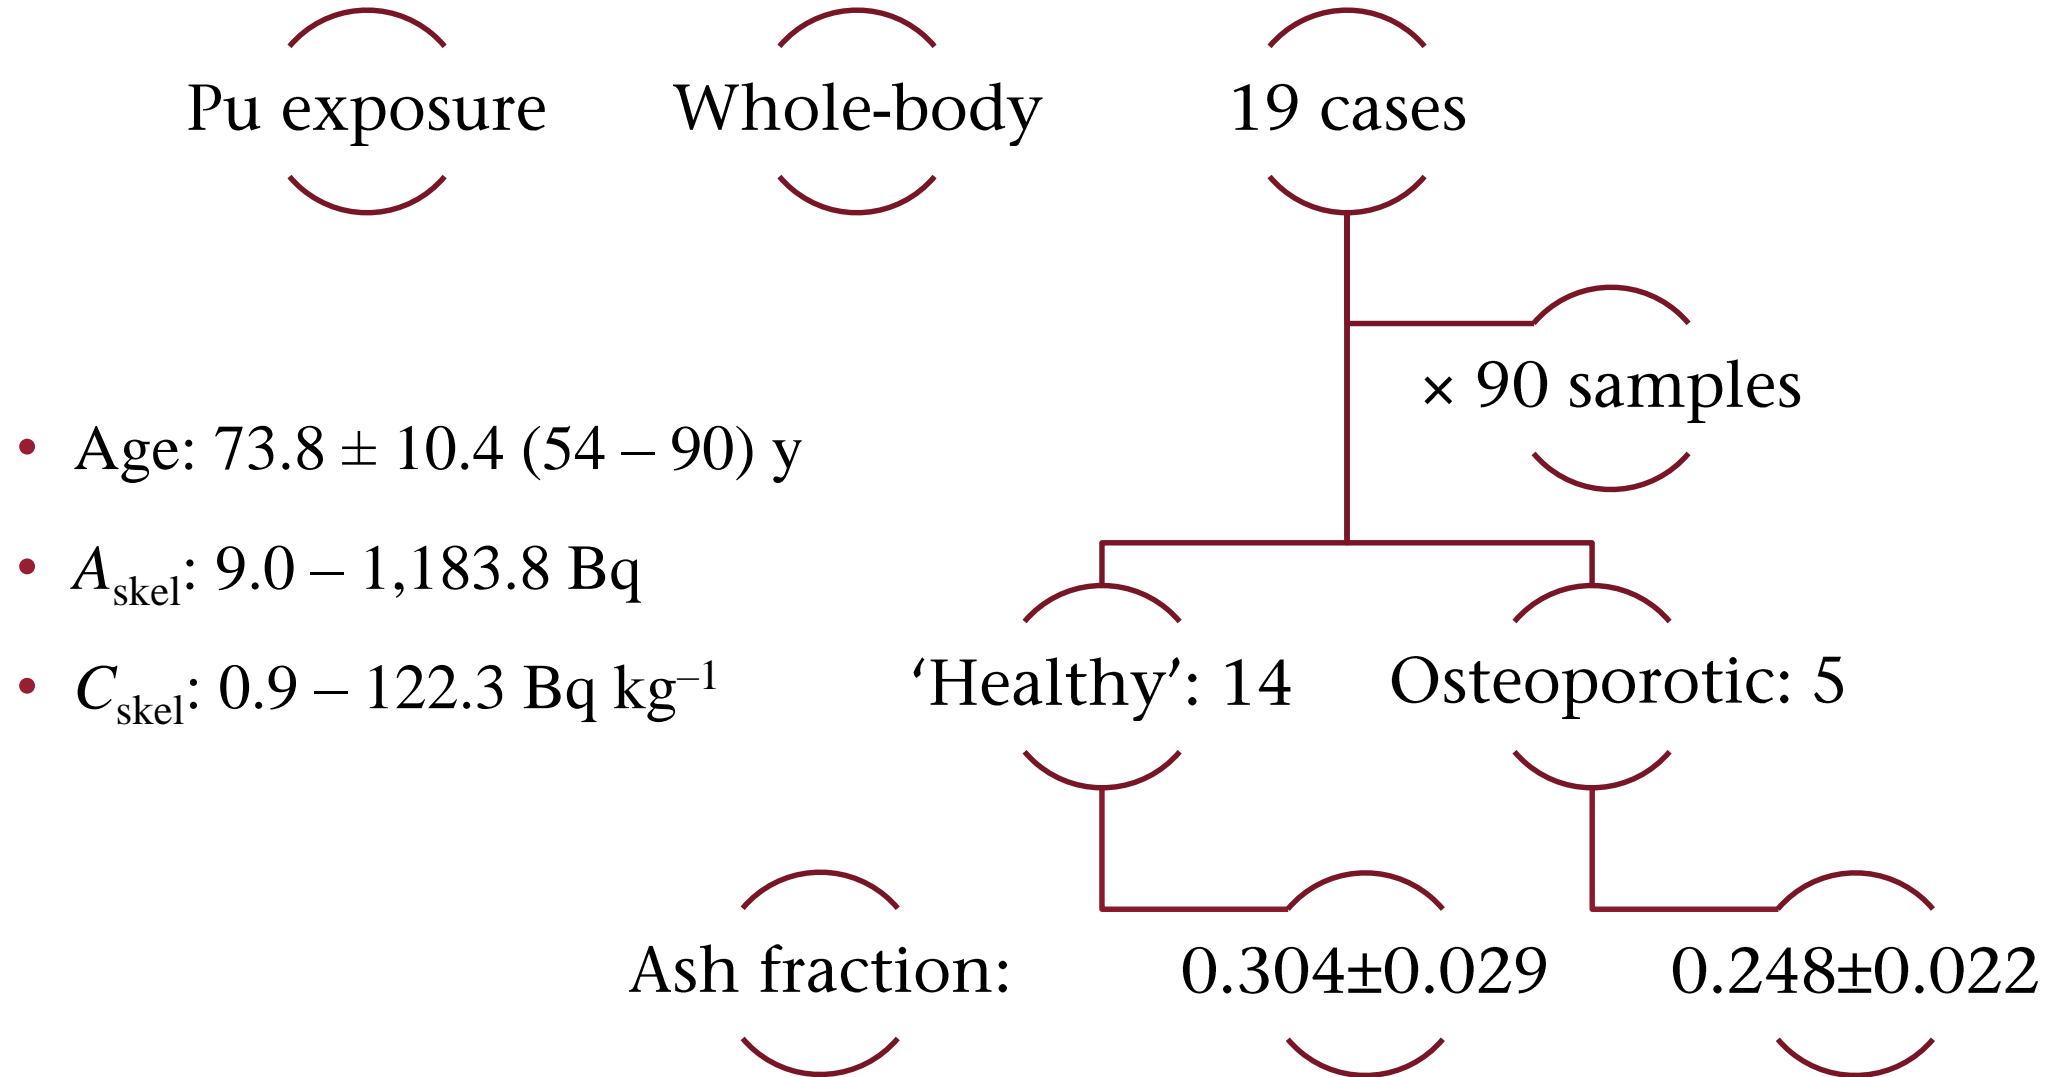 Pu exposure
Whole-body
19 cases
× 90 samples
• Age: 73.8 ± 10.4 (54 – 90) y
• Askel: 9.0 – 1,183.8 Bq
• Cskel: 0.9 – 122.3 Bq kg–1
‘Healthy’: 14
Osteoporotic: 5
Ash fraction:
0.304±0.029
0.248±0.022